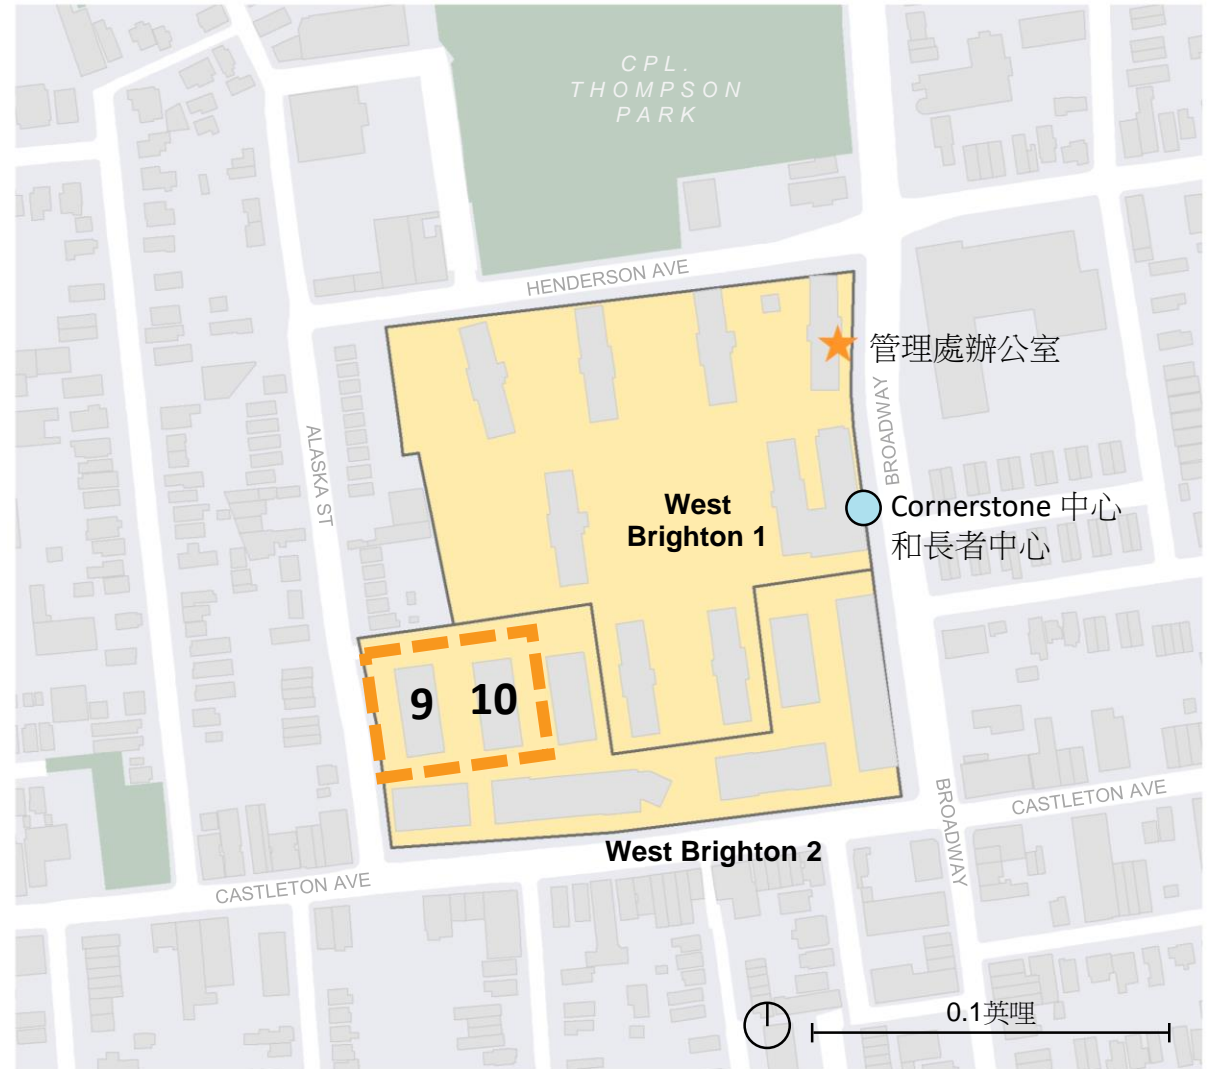 CPL.
THOMPSON
PARK
HENDERSON AVE
管理處辦公室
BROADWAY
ALASKA ST
West
Brighton 1
Cornerstone 中心
和長者中心
9
10
BROADWAY
CASTLETON AVE
West Brighton 2
CASTLETON AVE
0.1英哩